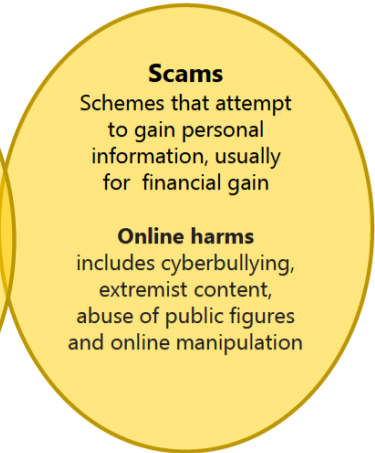 Scams
Schemes that attempt
to gain personal
information, usually
for financial gain
Online harms
includes cyberbullying,
extremist content,
abuse of public figures
and online manipulation